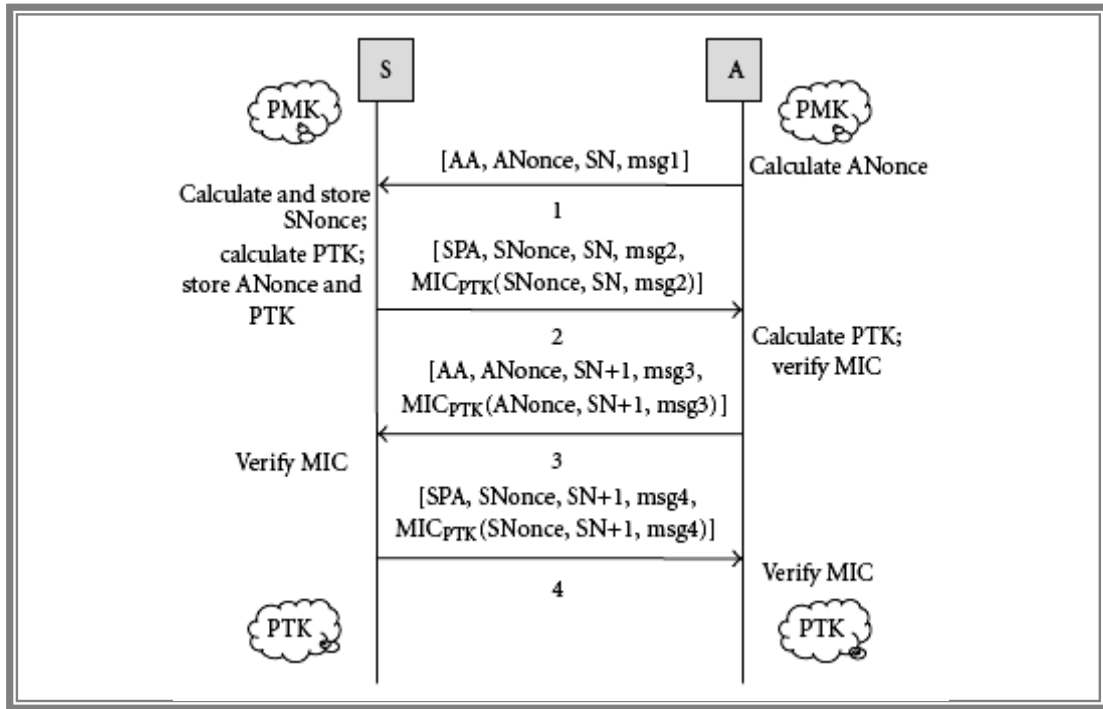 S
A
PMK
PMK
[AA, ANonce, SN, msg1]
Calculate ANonce
1
Calculate and store
SNonce;
calculate PTK;
store ANonce and
PTK
[SPA, SNonce, SN, msg2,
MICPTK(SNonce, SN, msg2)]
2
Calculate PTK;
verify MIC
[AA, ANonce, SN+1, msg3,
MICPTK(ANonce, SN+1, msg3)]
3
Verify MIC
[SPA, SNonce, SN+1, msg4,
MICPTK(SNonce, SN+1, msg4)]
4
Verify MIC
PTK
PTK